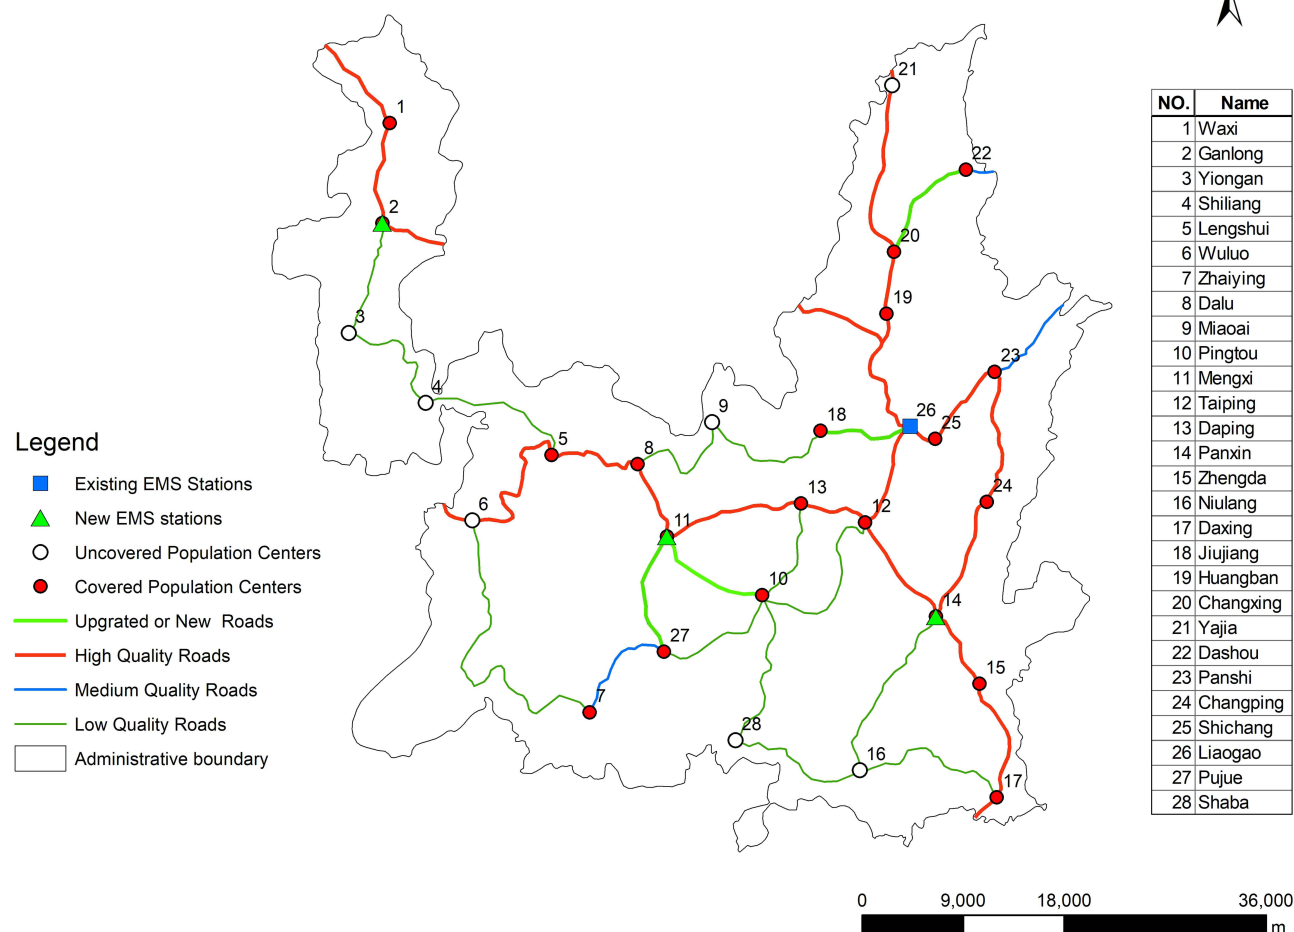 21
1
22
2
20
19
3
23
4
9
18
26
25
5
8
13
24
6
11
12
10
14
27
15
7
28
16
17
Legend
Existing EMS Stations
New EMS stations
Uncovered Population Centers
Covered Population Centers
Upgrated or New Roads
High Quality Roads
Medium Quality Roads
Low Quality Roads
Administrative boundary
NO. Name
1 Waxi
2 Ganlong
3 Yiongan
4 Shiliang
5 Lengshui
6 Wuluo
7 Zhaiying
8 Dalu
9 Miaoai
10 Pingtou
11 Mengxi
12 Taiping
13 Daping
14 Panxin
15 Zhengda
16 Niulang
17 Daxing
18 Jiujiang
19 Huangban
20 Changxing
21 Yajia
22 Dashou
23 Panshi
24 Changping
25 Shichang
26 Liaogao
27 Pujue
28 Shaba
0 9,000 18,000 36,000
m